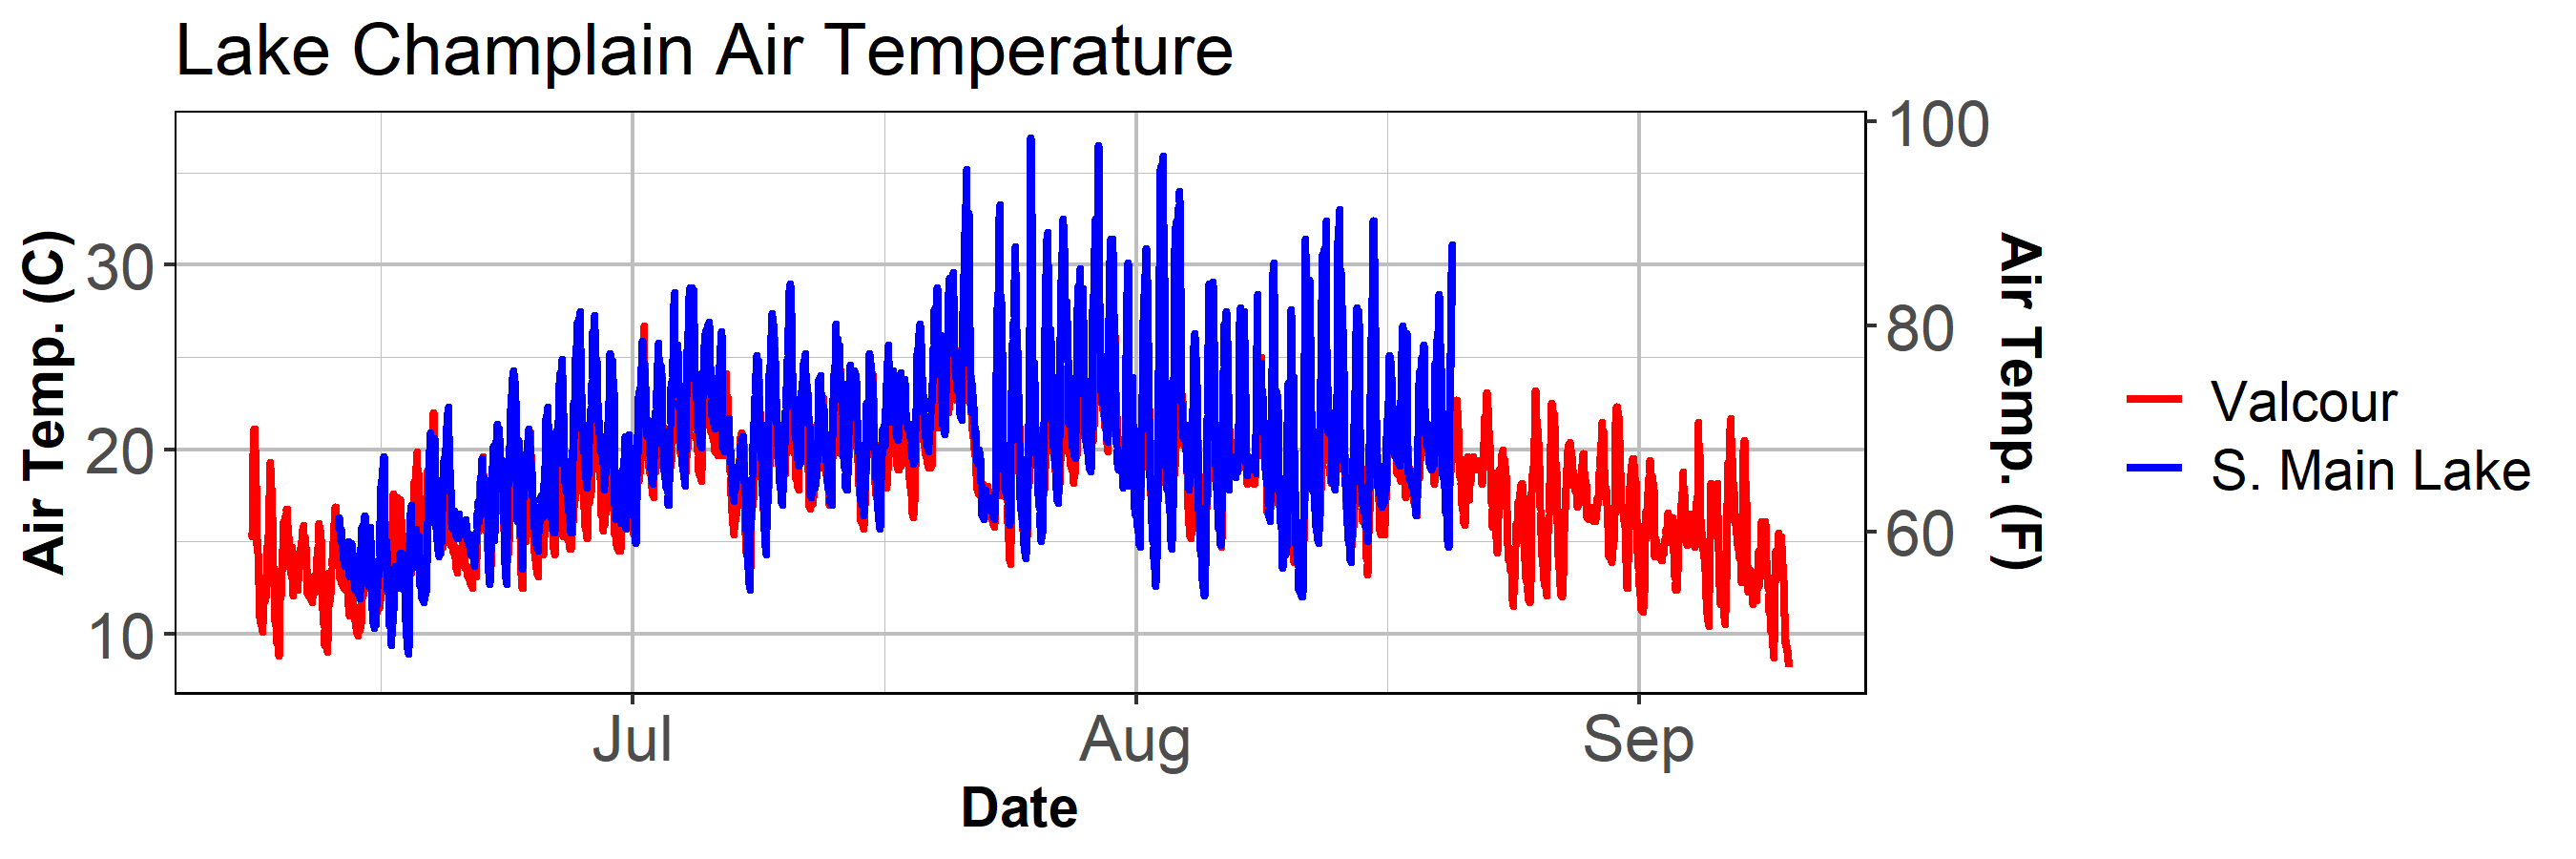 Lake Champlain Air Temperature
Air Temp. (C)
30
20
10
100
80
60
Air Temp. (F)
Jul
Aug
Sep
Date
Valcour
S. Main Lake